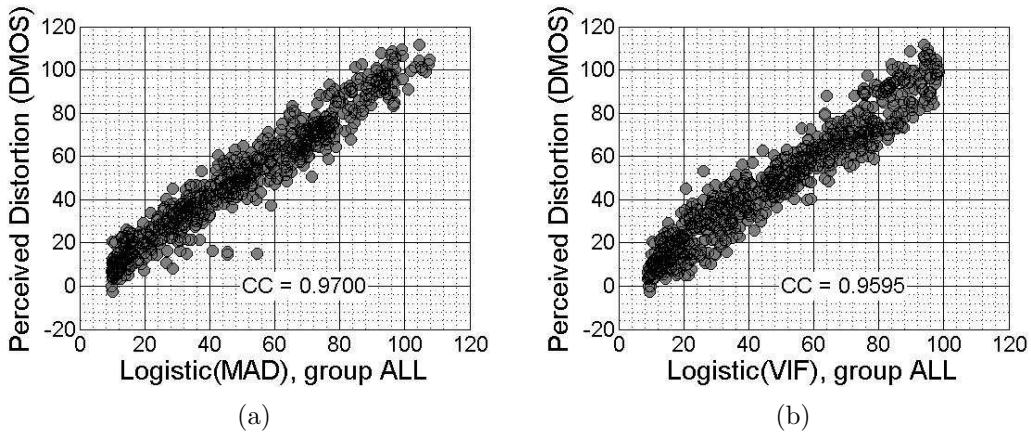 120
100
80
60
40
20
0
-20
Perceived Distortion (DMOS)
CC = 0.9700
0 20 40 60 80 100 120
Logistic(MAD), group ALL
(a)
120
100
80
60
40
20
0
-20
Perceived Distortion (DMOS)
CC = 0.9595
0 20 40 60 80 100 120
Logistic(VIF), group ALL
(b)